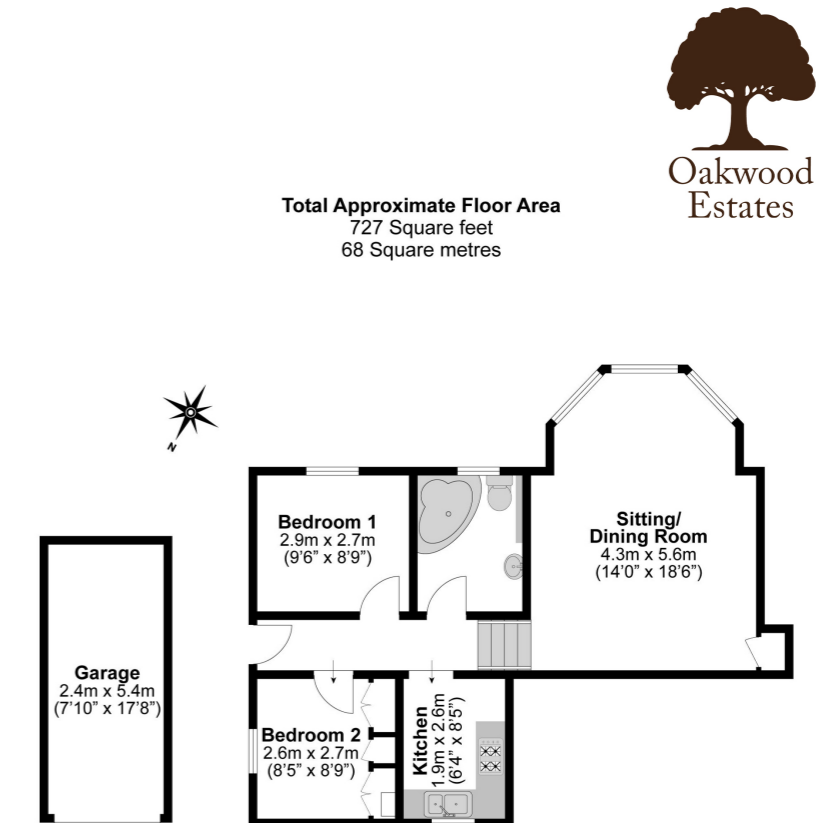 Oakwood
Estates
Total Approximate Floor Area
727 Square feet
68 Square metres
N
Bedroom 1
2.9m x 2.7m
(9'6” x 8'9”)
Sitting/
Dining Room
4.3m x 5.6m
(14'0” x 18'6”)
Garage
2.4m x 5.4m
(7'10” x 17'8”)
Bedroom 2
2.6m x 2.7m
(8'5” x 8'9”)
Kitchen
1.9m x 2.6m
(6'4” x 8'5”)